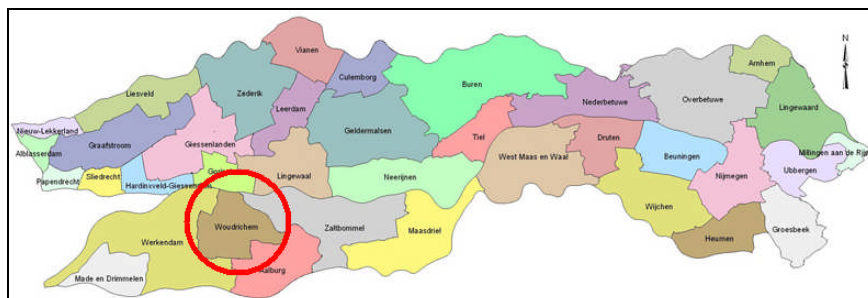 Vianen
N
Culemborg
Arnhem
Zederik
Buren
Liesveld
Overbetuwe
Leerdam
Nederbetuwe
Lingewaard
Nieuw-Lekkerland
Graafstroom
Giessenlanden
Geldermalsen
Tiel
Druten
Alblasserdam
West Maas en Waal
Beuningen
Millingen aan de Rijn
Papendrecht
Sliedrecht
Lingewaal
Neerijnen
Ubbergen
Nijmegen
Hardinxveld-Giessendam
Wijchen
Woudrichem
Zaltbommel
Maasdriel
Groesbeek
Werkendam
Heumen
Aalburg
Made en Drimmelen